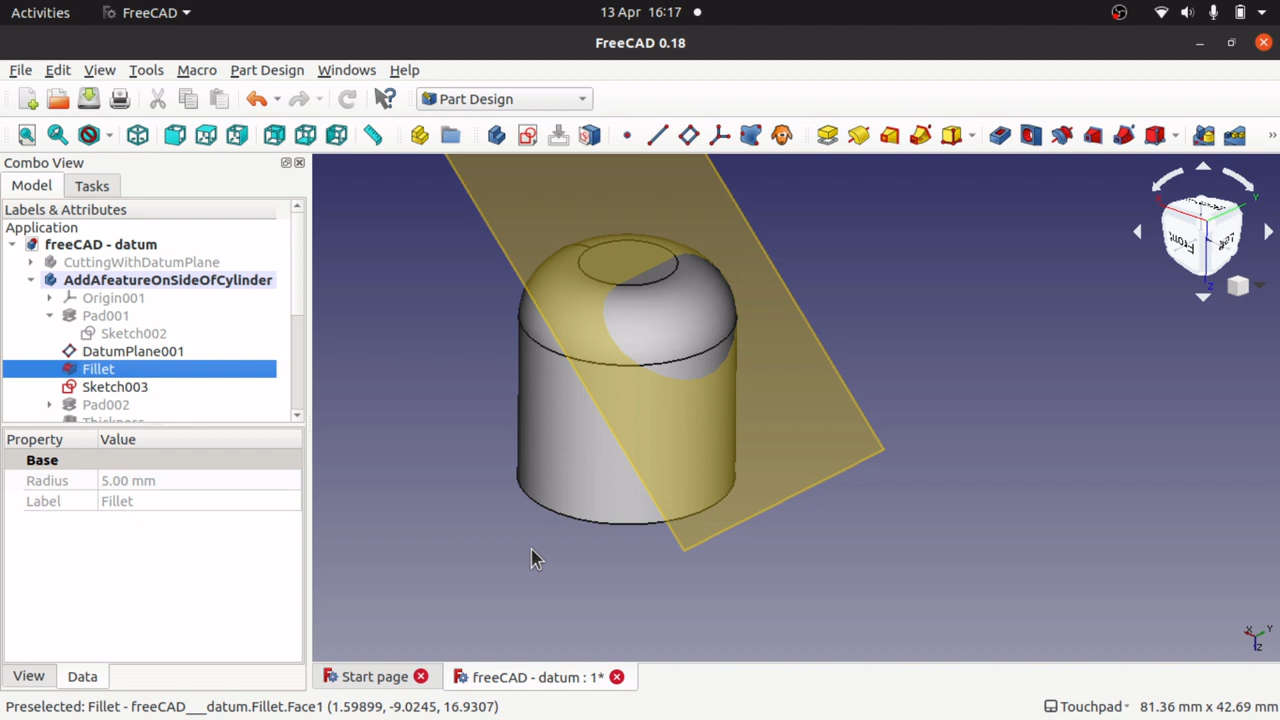 Activities
FreeCAD
13 Apr 16:17
FreeCAD 0.18
File Edit View Tools Macro Part Design Windows Help
Part Design
Combo View
Model Tasks
Labels & Attributes
Application
freeCAD - datum
CuttingWithDatumPlane
AddAfeatureOnSideOfCylinder
Origin001
Pad001
Sketch002
DatumPlane001
Fillet
Sketch003
Pad002
Thickness
Property Value
Base
Radius 5.00 mm
Label Fillet
View Data
Front
X Y Z
X Y Z
Start page
freeCAD - datum : 1*
Preselected: Fillet - freeCAD___datum.Fillet.Face1 (1.59899, -9.0245, 16.9307)
Touchpad
81.36 mm x 42.69 mm